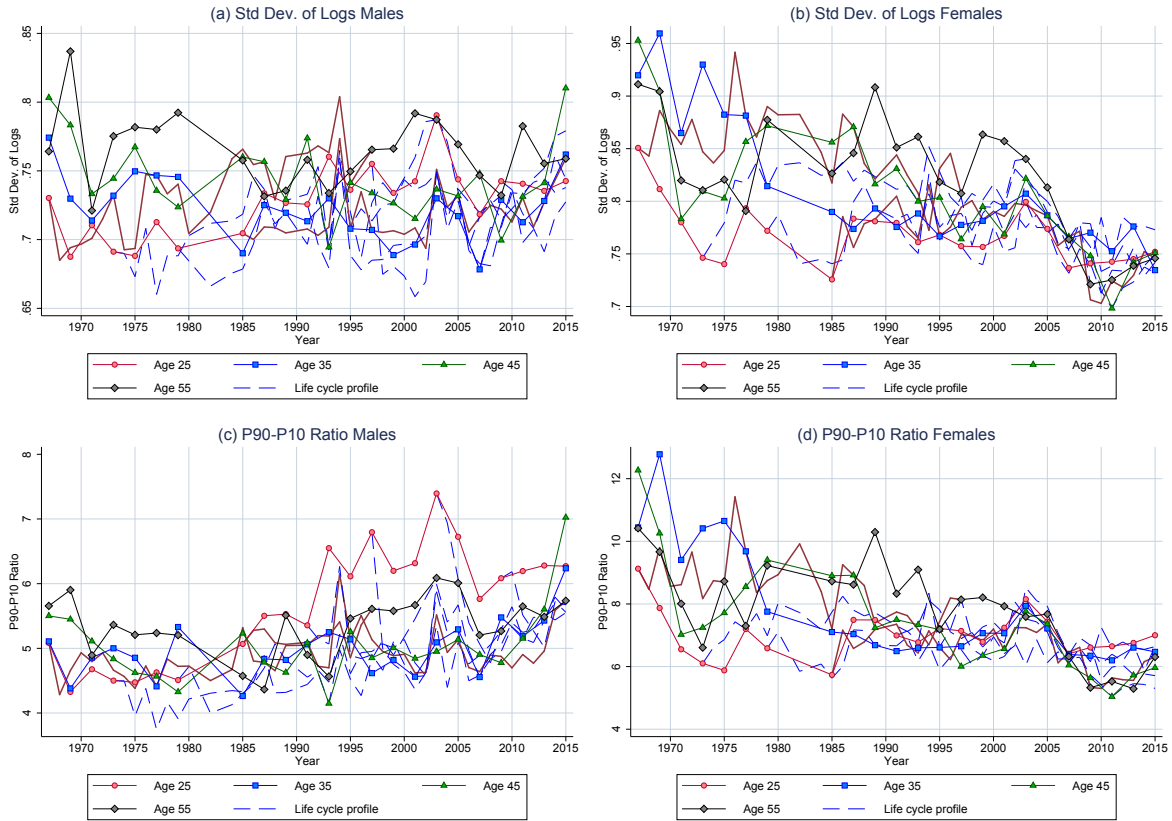 (a) Std Dev. of Logs Males
Std Dev. of Logs
.85
.8
.75
.7
.65
1970 1975 1980 1985 1990 1995 2000 2005 2010 2015
Year
Age 25 Age 35 Age 45
Age 55 Life cycle profile
(b) Std Dev. of Logs Females
Std Dev. of Logs
.95
.9
.85
.8
.75
.7
1970 1975 1980 1985 1990 1995 2000 2005 2010 2015
Year
Age 25 Age 35 Age 45
Age 55 Life cycle profile
(c) P90-P10 Ratio Males
P90-P10 Ratio
8
7
6
5
4
1970 1975 1980 1985 1990 1995 2000 2005 2010 2015
Year
Age 25 Age 35 Age 45
Age 55 Life cycle profile
(d) P90-P10 Ratio Females
P90-P10 Ratio
12
10
8
6
4
1970 1975 1980 1985 1990 1995 2000 2005 2010 2015
Year
Age 25 Age 35 Age 45
Age 55 Life cycle profile